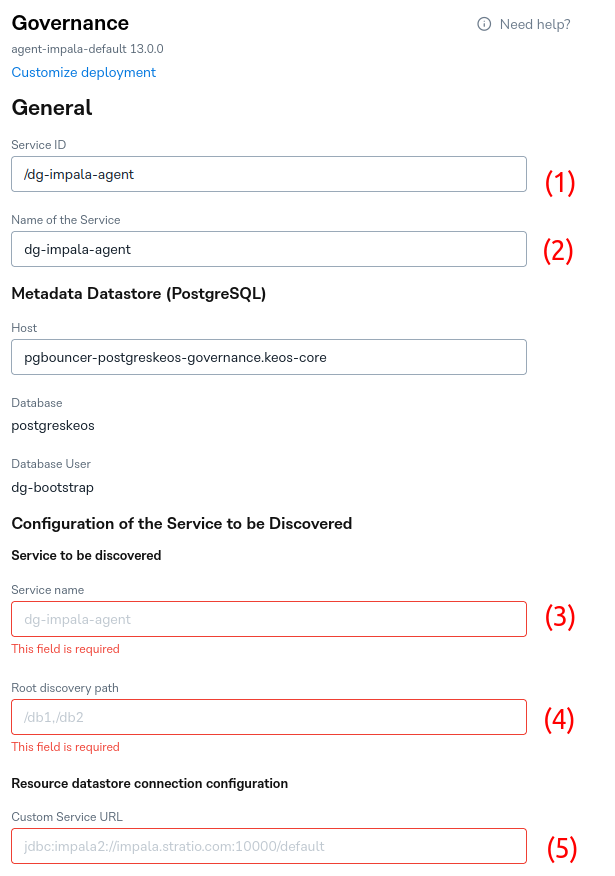 Governance
Need help?
agent-impala-default 13.0.0
Customize deployment
General
Service ID
/dg-impala-agent
(1)
Name of the Service
dg-impala-agent
(2)
Metadata Datastore (PostgreSQL)
Host
pgbouncer-postgreskeos-governance.keos-core
Database
postgreskeos
Database User
dg-bootstrap
Configuration of the Service to be Discovered
Service to be discovered
Service name
dg-impala-agent
(3)
This field is required
Root discovery path
/db1,/db2
(4)
This field is required
Resource datastore connection configuration
Custom Service URL
jdbc:impala2://impala.stratio.com:10000/default
(5)